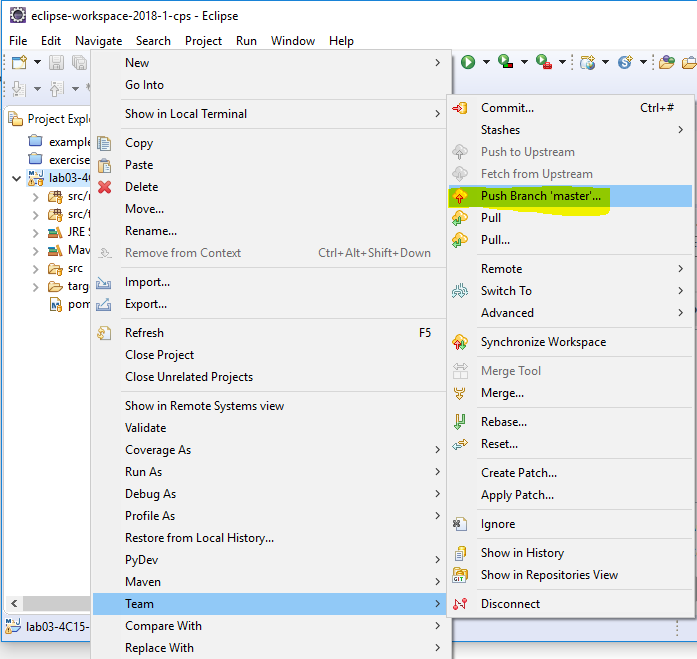 eclipse-workspace-2018-1-cps - Eclipse
File Edit Navigate Search Project Run Window Help
Project Explo
example
exercise
lab03-4C
src/r
src/t
JRE S
Mav
src
targ
pom
lab03-4C15-
New
Go Into
Show in Local Terminal
Copy
Paste
Delete
Move...
Rename...
Remove from Context Ctrl+Alt+Shift+Down
Import...
Export...
Refresh F5
Close Project
Close Unrelated Projects
Show in Remote Systems view
Validate
Coverage As
Run As
Debug As
Profile As
Restore from Local History...
PyDev
Maven
Team
Compare With
Replace With
Commit... Ctrl+#
Stashes
Push to Upstream
Fetch from Upstream
Push Branch 'master'...
Pull
Pull...
Remote
Switch To
Advanced
Synchronize Workspace
Merge Tool
Merge...
Rebase...
Reset...
Create Patch...
Apply Patch...
Ignore
Show in History
GIT
Show in Repositories View
Disconnect